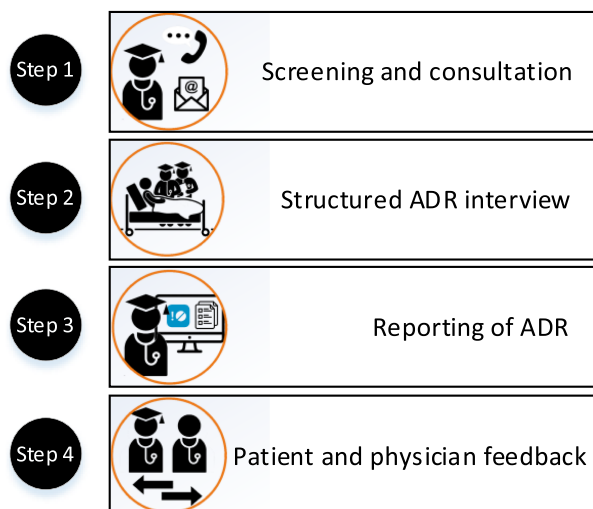 Step 1
Screening and consultation
@
Step 2
Structured ADR interview
Step 3
!
Reporting of ADR
Step 4
Patient and physician feedback